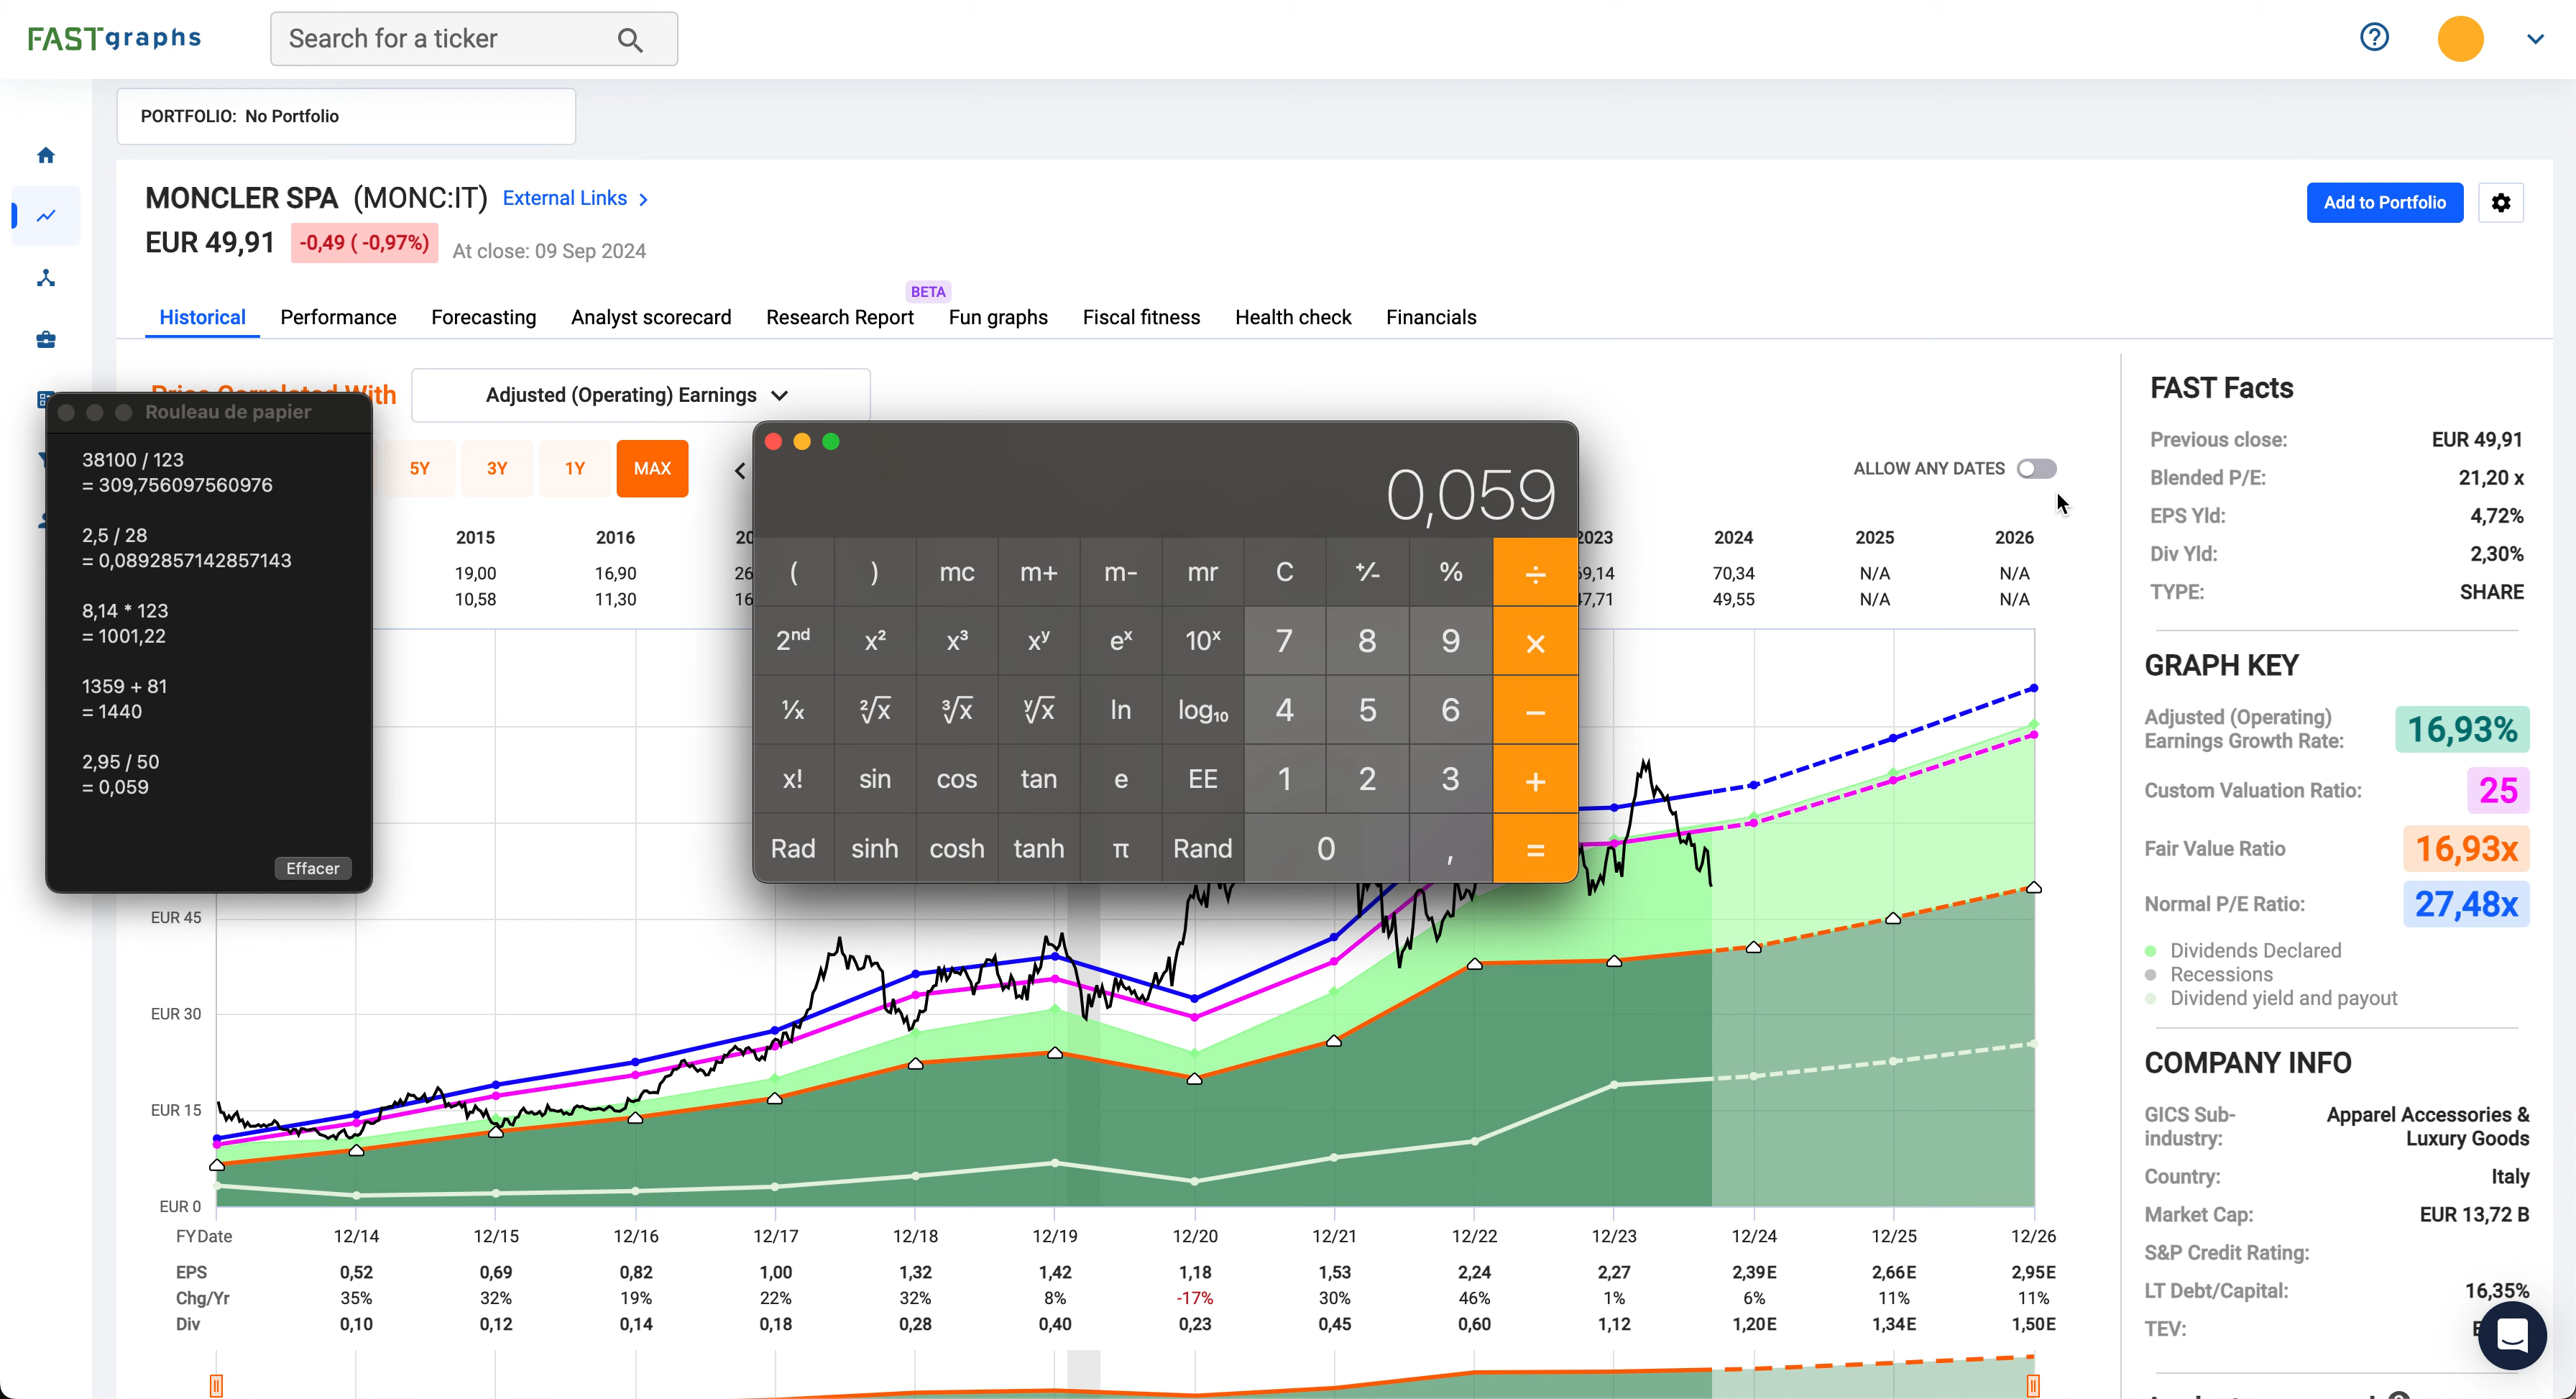 FASTgraphs
Search for a ticker
PORTFOLIO: No Portfolio
MONCLER SPA (MONC:IT) External Links
EUR 49,91 -0,49 ( -0,97%) At close: 09 Sep 2024
Add to Portfolio
BETA
Historical Performance Forecasting Analyst scorecard Research Report Fun graphs Fiscal fitness Health check Financials
Price Correlated With
Adjusted (Operating) Earnings
5Y 3Y 1Y MAX
ALLOW ANY DATES
2015 2016 2023 2024 2025 2026
19,00 16,90 70,34 N/A N/A
10,58 11,30 49,55 N/A N/A
Rouleau de papier
38100 / 123
= 309,756097560976
2,5 / 28
= 0,0892857142857143
8,14 * 123
= 1001,22
1359 + 81
= 1440
2,95 / 50
= 0,059
Effacer
0,059
( ) mc m+ m- mr C +/- % ÷
2nd x² x³ xʸ eˣ 10ˣ 7 8 9 ×
1/x ²√x ³√x ʸ√x ln log₁₀ 4 5 6 −
x! sin cos tan e EE 1 2 3 +
Rad sinh cosh tanh π Rand 0 , =
EUR 45
EUR 30
EUR 15
EUR 0
FYDate 12/14 12/15 12/16 12/17 12/18 12/19 12/20 12/21 12/22 12/23 12/24 12/25 12/26
EPS 0,52 0,69 0,82 1,00 1,32 1,42 1,18 1,53 2,24 2,27 2,39E 2,66E 2,95E
Chg/Yr 35% 32% 19% 22% 32% 8% -17% 30% 46% 1% 6% 11% 11%
Div 0,10 0,12 0,14 0,18 0,28 0,40 0,23 0,45 0,60 1,12 1,20E 1,34E 1,50E
FAST Facts
Previous close: EUR 49,91
Blended P/E: 21,20 x
EPS Yld: 4,72%
Div Yld: 2,30%
TYPE: SHARE
GRAPH KEY
Adjusted (Operating)
Earnings Growth Rate: 16,93%
Custom Valuation Ratio: 25
Fair Value Ratio 16,93x
Normal P/E Ratio: 27,48x
Dividends Declared
Recessions
Dividend yield and payout
COMPANY INFO
GICS Sub-
industry: Apparel Accessories &
Luxury Goods
Country: Italy
Market Cap: EUR 13,72 B
S&P Credit Rating:
LT Debt/Capital: 16,35%
TEV: